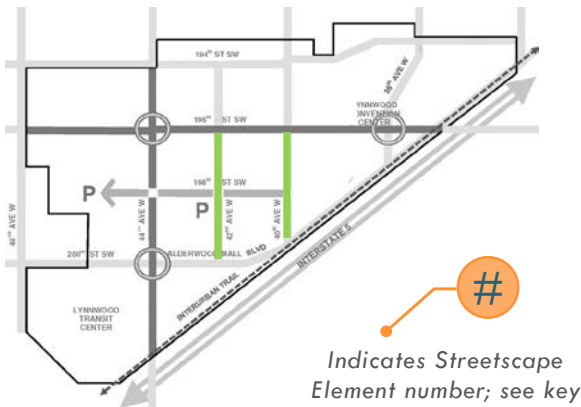 194TH ST SW
36TH AVE W
LYNNWOOD
CONVENTION
CENTER
196TH ST SW
198TH ST SW
P
P
46TH AVE W
44TH AVE W
42ND AVE W
40TH AVE W
200TH ST SW
ALDERWOOD MALL BLVD
INTERSTATE 5
INTERURBAN TRAIL
LYNNWOOD
TRANSIT
CENTER
#
Indicates Streetscape
Element number; see key